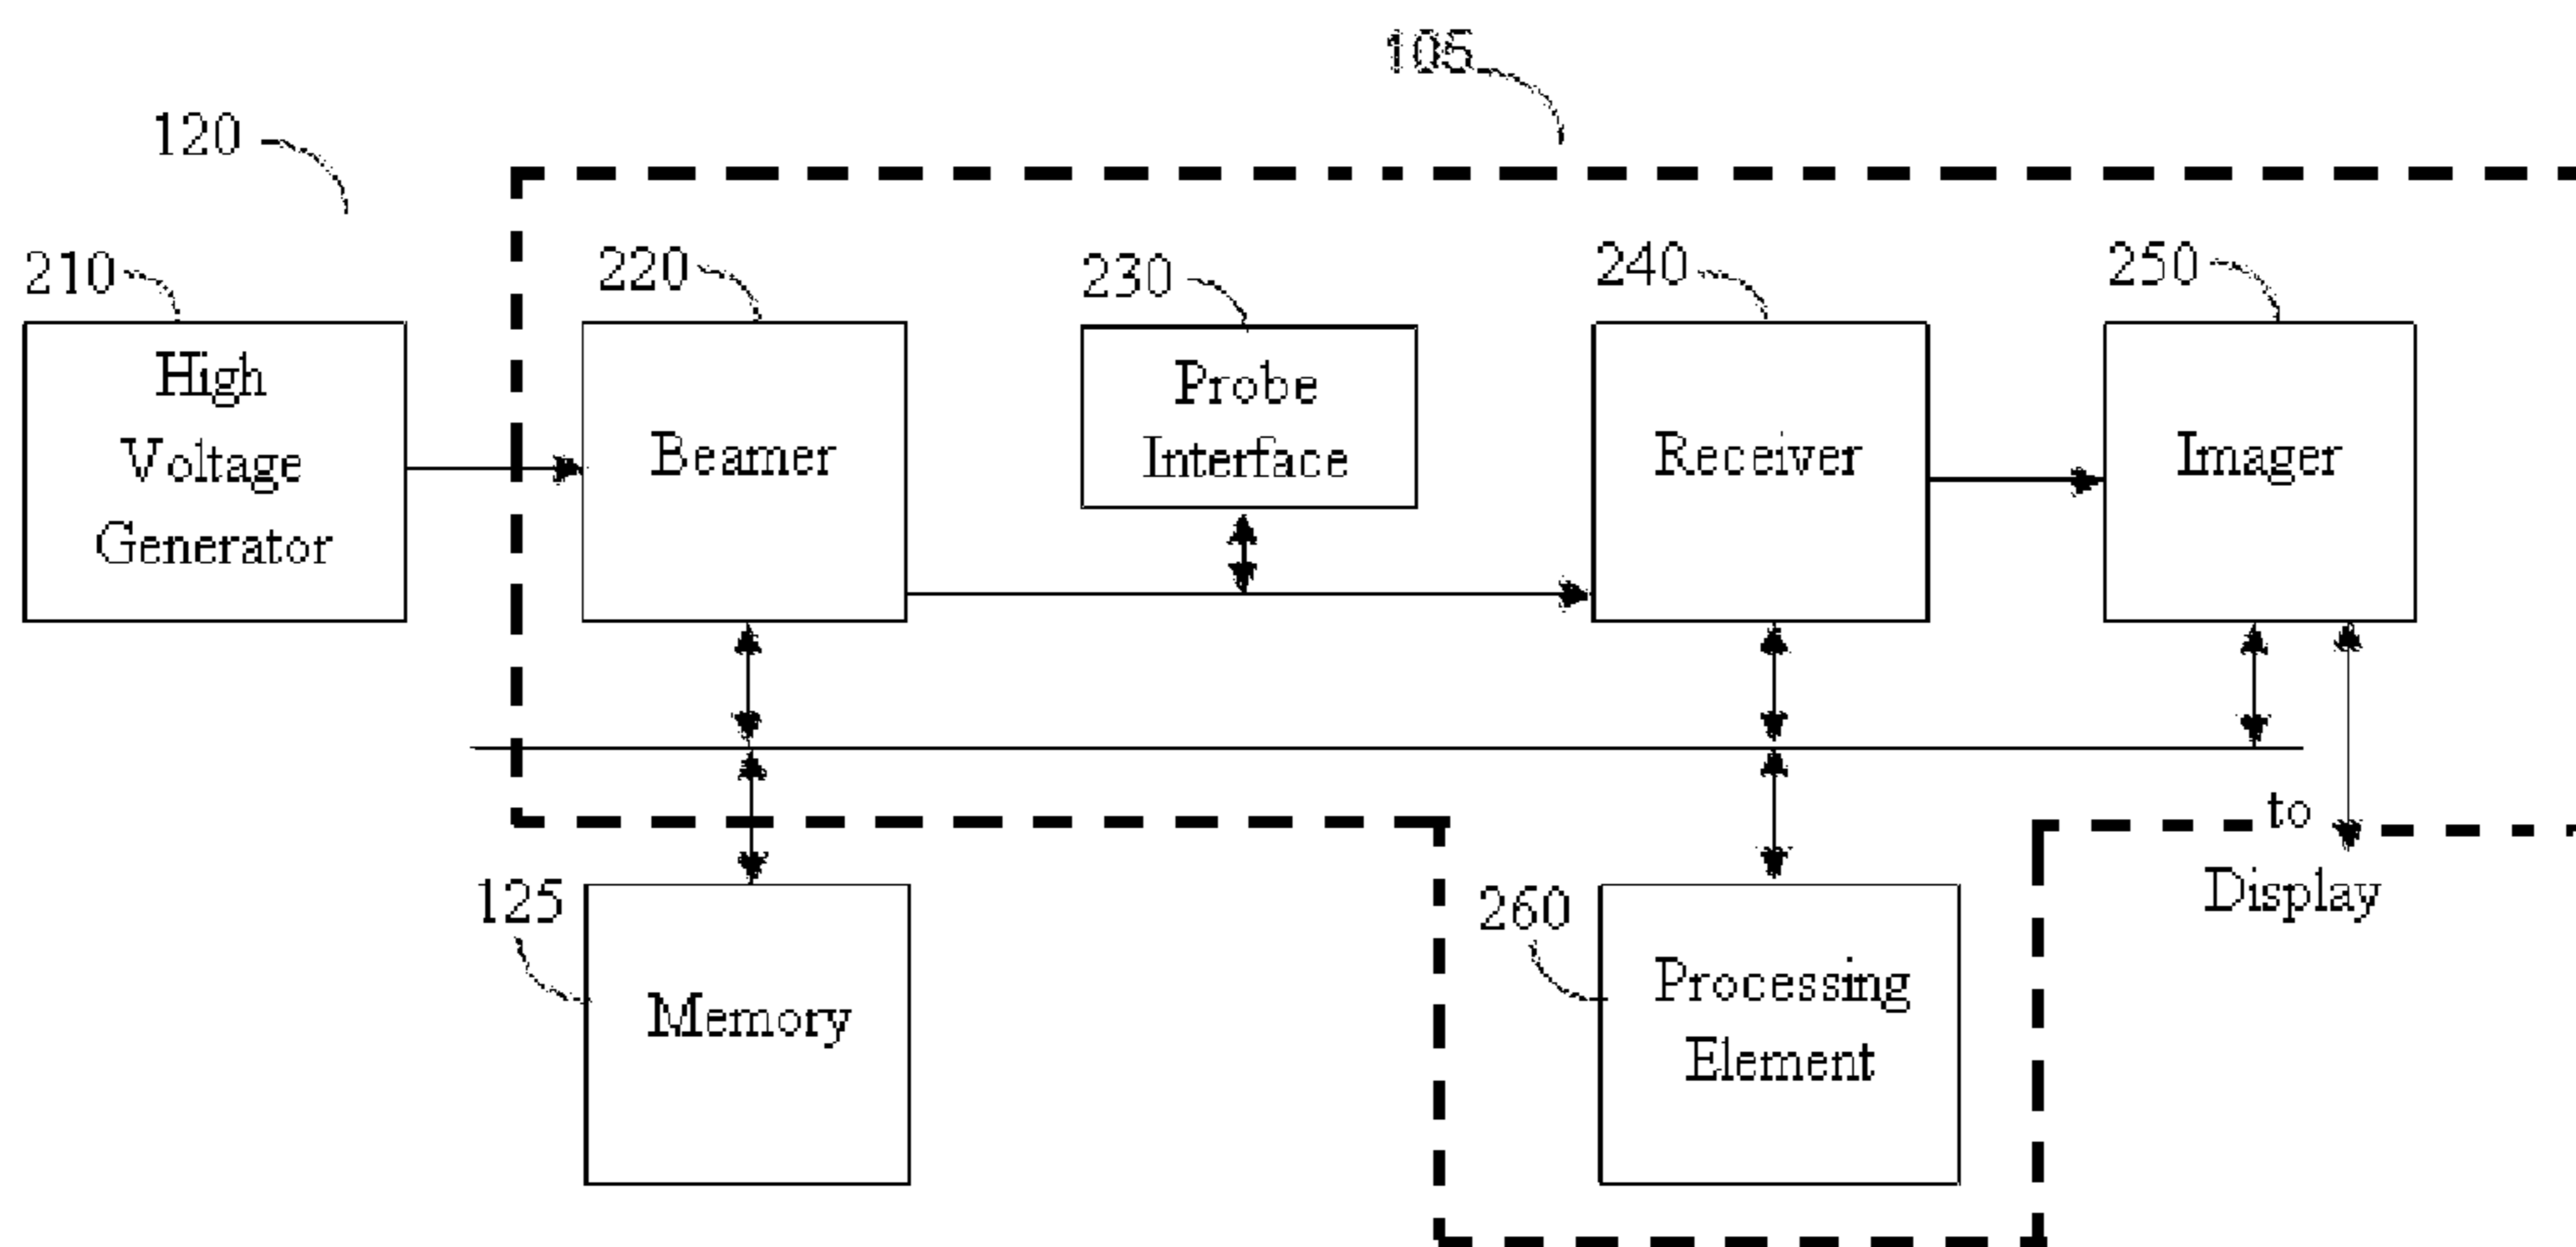 105
120
210
220
230
240
250
High
Voltage
Generator
Beamer
Probe
Interface
Receiver
Imager
to
Display
125
Memory
260
Processing
Element